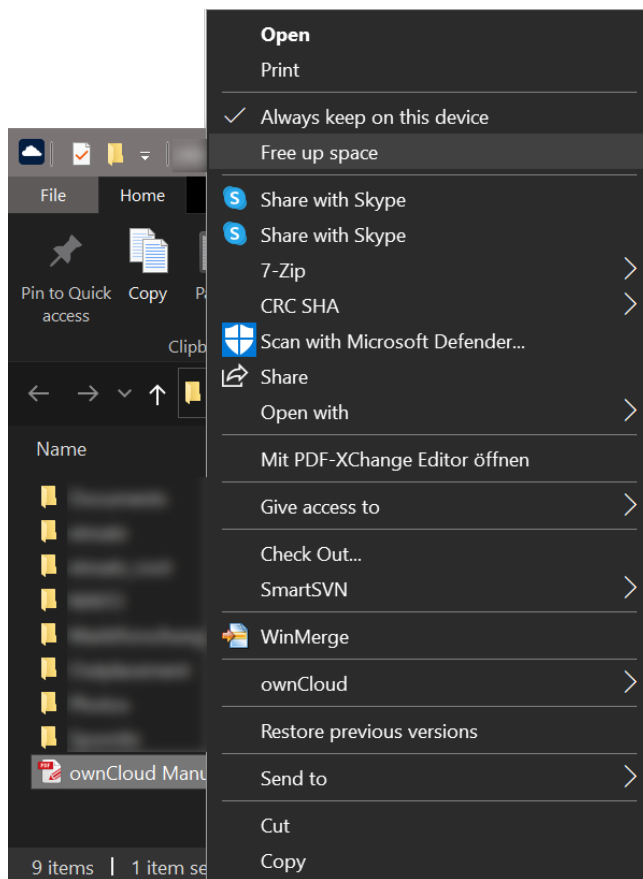 Open
Print
Always keep on this device
Free up space
Share with Skype
Share with Skype
7-Zip
CRC SHA
Scan with Microsoft Defender...
Share
Open with
Mit PDF-XChange Editor öffnen
Give access to
Check Out...
SmartSVN
WinMerge
ownCloud
Restore previous versions
Send to
Cut
Copy
File
Home
Pin to Quick
access
Copy
Pa
Clipb
Name
ownCloud Manu
9 items
1 item se